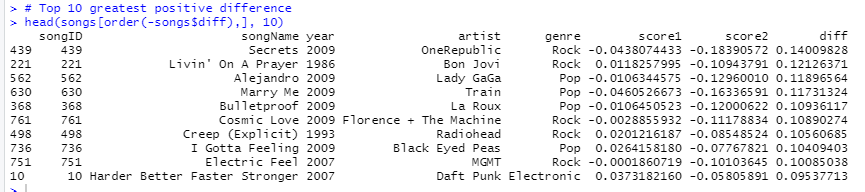 > # Top 10 greatest positive difference
> head(songs[order(-songs$diff),], 10)
songID songName year artist genre score1 score2 diff
439 439 Secrets 2009 OneRepublic Rock -0.0438074433 -0.18390572 0.14009828
221 221 Livin' On A Prayer 1986 Bon Jovi Rock 0.0118257995 -0.10943791 0.12126371
562 562 Alejandro 2009 Lady GaGa Pop -0.0106344575 -0.12960010 0.11896564
630 630 Marry Me 2009 Train Pop -0.0460526673 -0.16336591 0.11731324
368 368 Bulletproof 2009 La Roux Pop -0.0106450523 -0.12000622 0.10936117
761 761 Cosmic Love 2009 Florence + The Machine Rock -0.0028855932 -0.11178834 0.10890274
498 498 Creep (Explicit) 1993 Radiohead Rock 0.0201216187 -0.08548524 0.10560685
736 736 I Gotta Feeling 2009 Black Eyed Peas Pop 0.0264158180 -0.07767821 0.10409403
751 751 Electric Feel 2007 MGMT Rock -0.0001860719 -0.10103645 0.10085038
10 10 Harder Better Faster Stronger 2007 Daft Punk Electronic 0.0373182160 -0.05805891 0.09537713
>